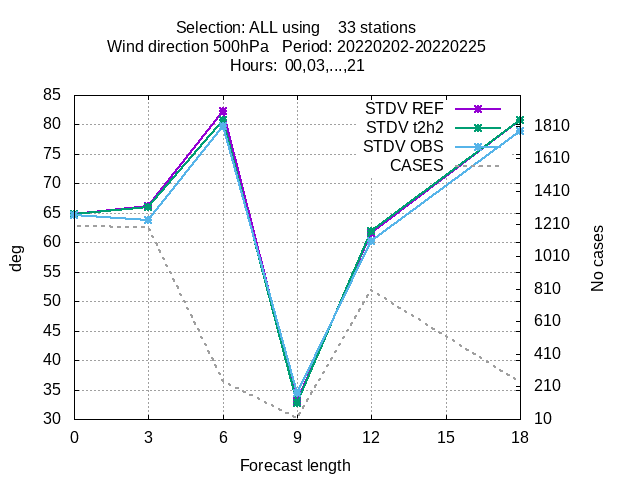 Selection: ALL using    33 stations
Wind direction 500hPa   Period: 20220202-20220225
Hours:  00,03,...,21
STDV REF
STDV t2h2
STDV OBS
CASES
85
80
75
70
65
60
55
50
45
40
35
30
1810
1610
1410
1210
1010
810
610
410
210
10
deg
No cases
0 3 6 9 12 15 18
Forecast length